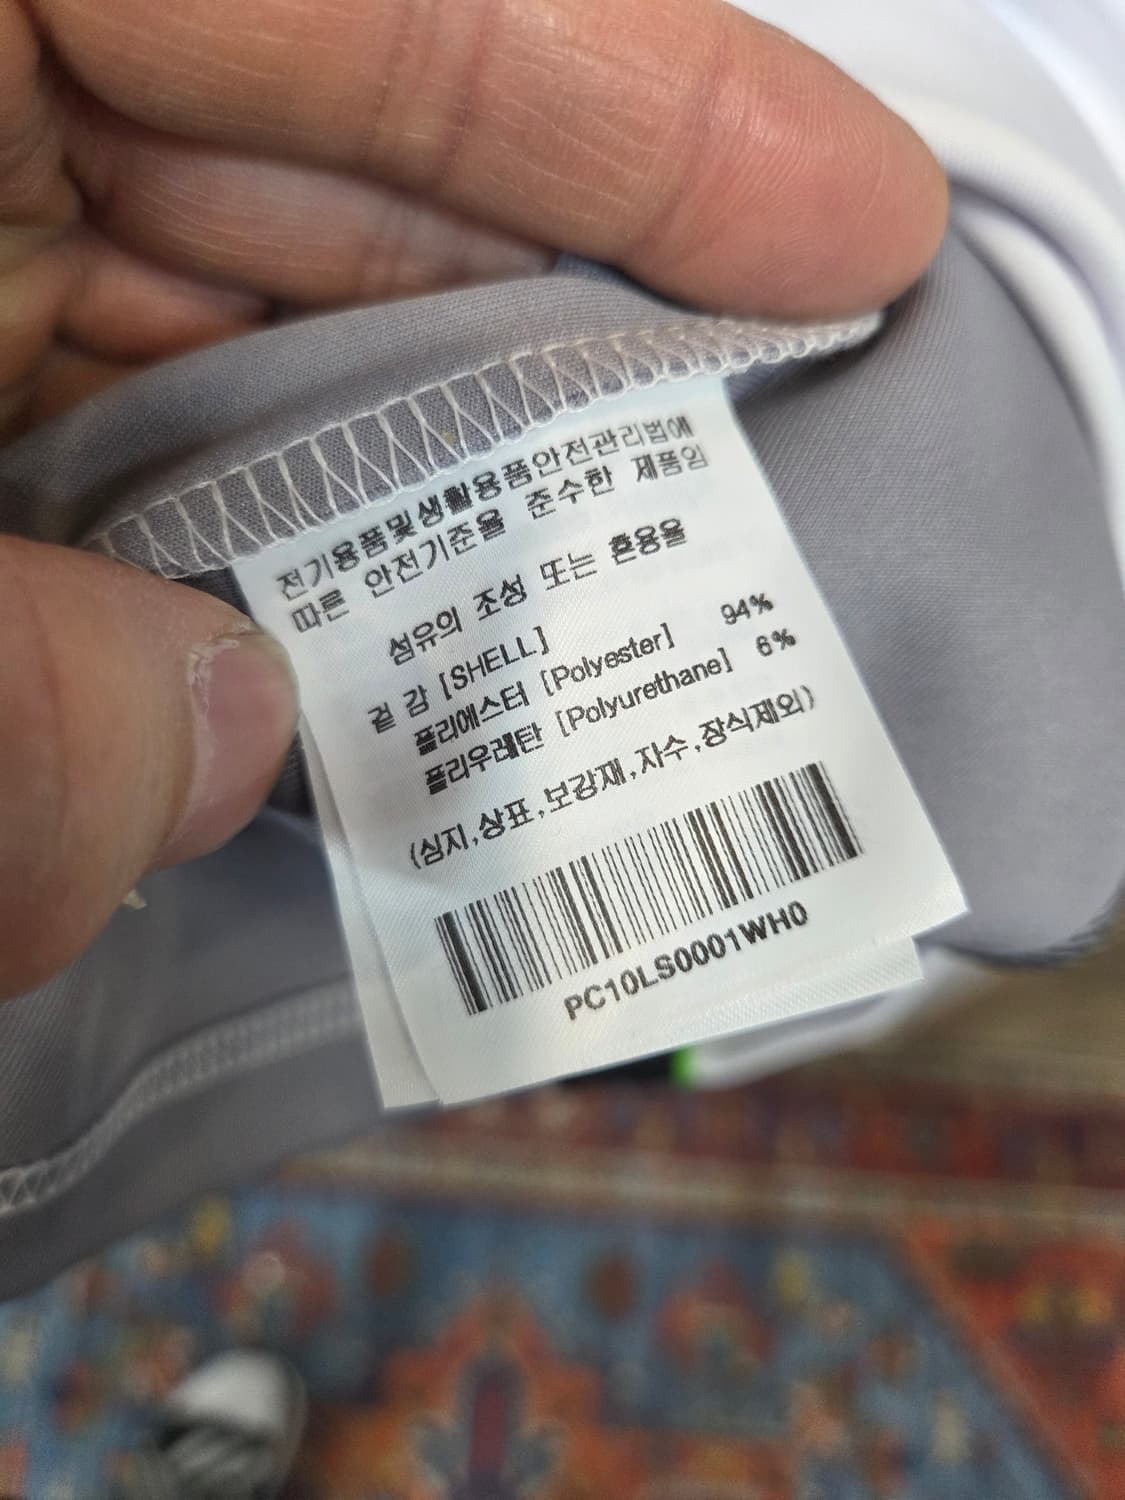 전기용품및생활용품안전관리법에
따른 안전기준을 준수한 제품임
섬유의 조성 또는 혼용율
겉 감 [SHELL]
폴리에스터 [Polyester] 94%
폴리우레탄 [Polyurethane] 6%
(심지,상표,보강재,자수,장식제외)
PC10LS0001WH0